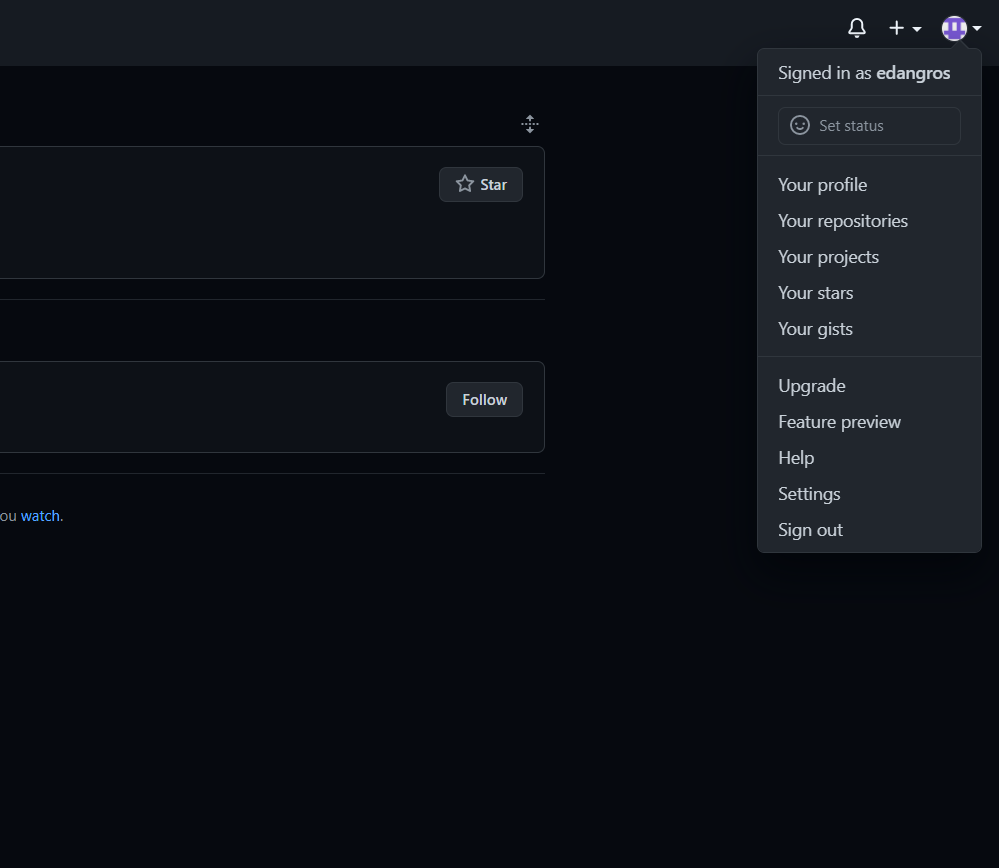 Signed in as edangros
Set status
Star
Your profile
Your repositories
Your projects
Your stars
Your gists
Upgrade
Follow
Feature preview
Help
Settings
ou watch.
Sign out